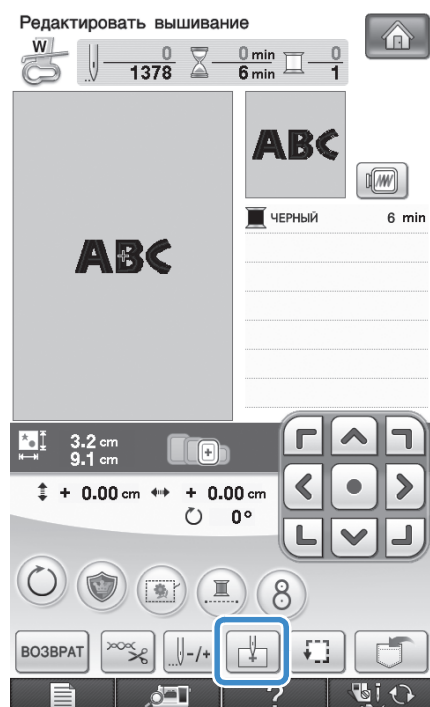 Редактировать вышивание
W
0 0 min 0
1378 6 min 1
ABC ABC
ЧЕРНЫЙ 6 min
3.2 cm
9.1 cm
+ 0.00 cm + 0.00 cm
0°
8
ВОЗВРАТ -/+
?